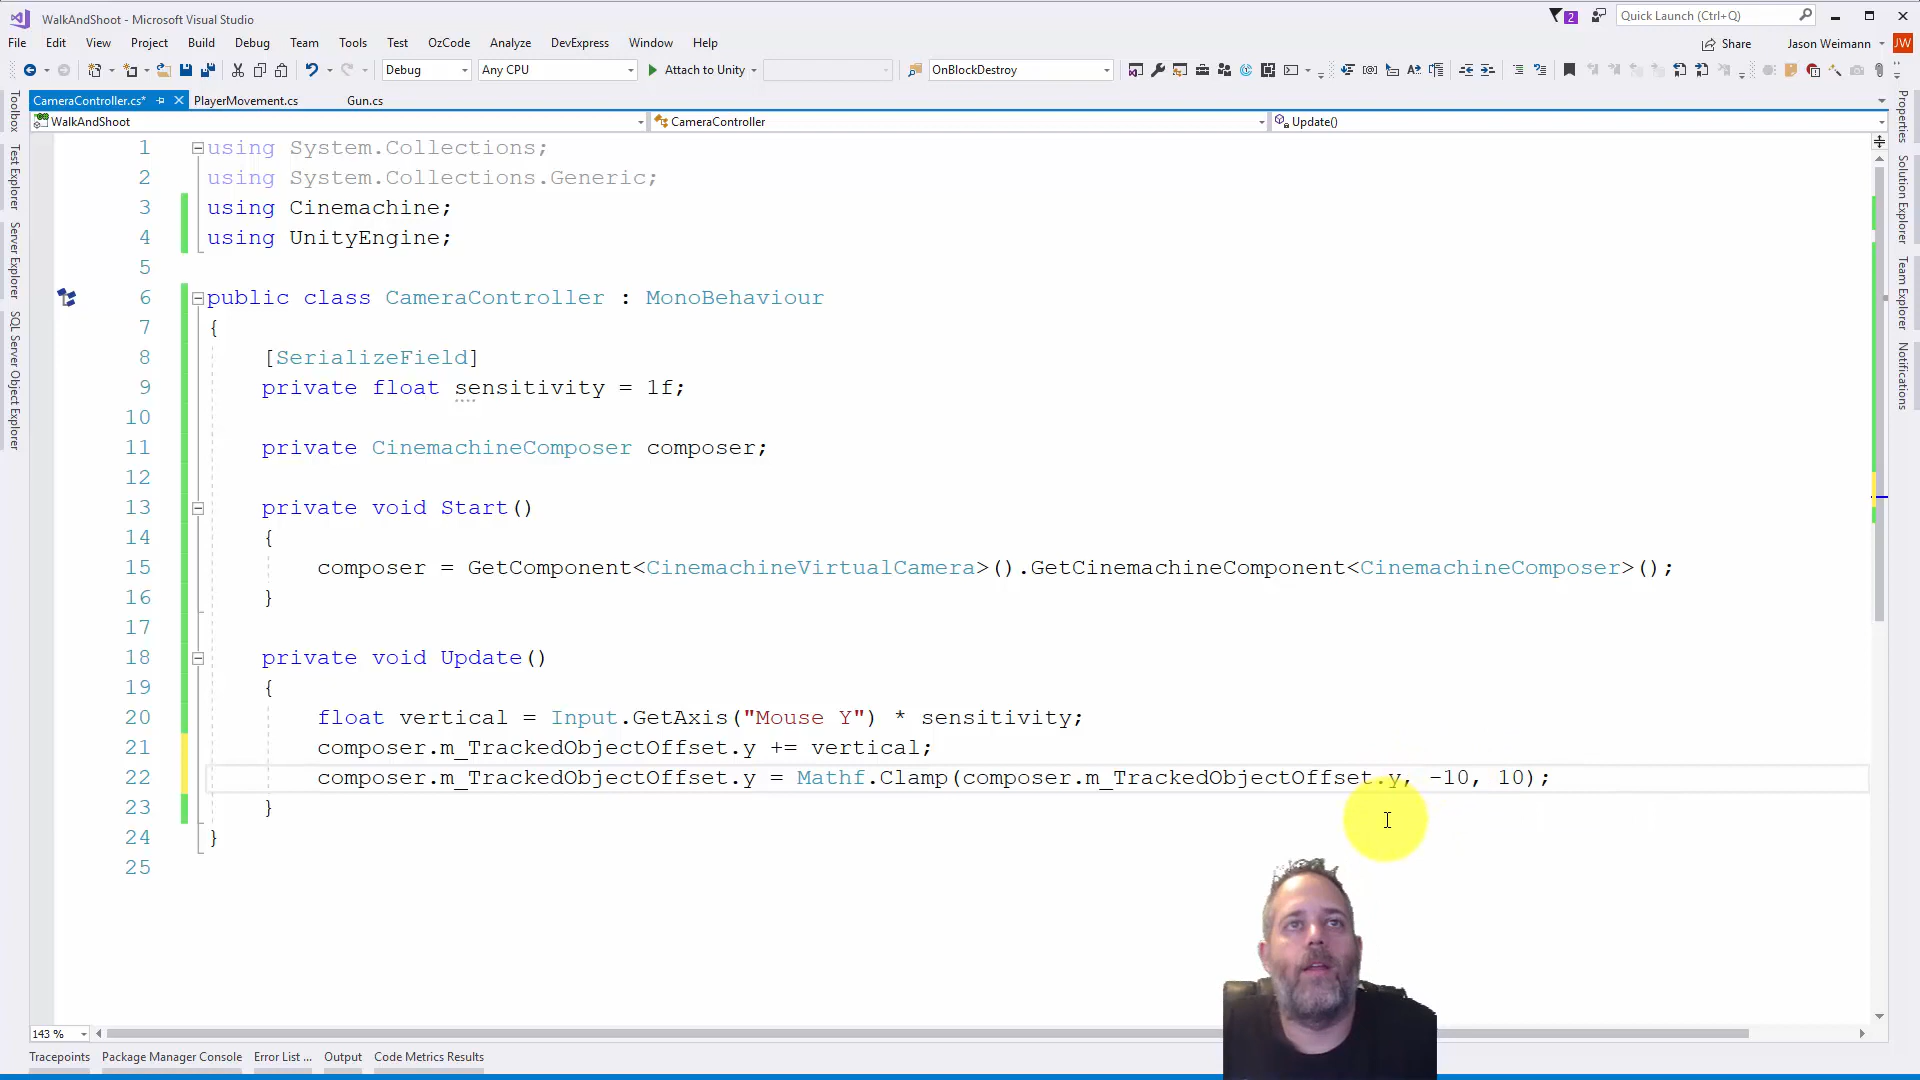 WalkAndShoot - Microsoft Visual Studio
2
Quick Launch (Ctrl+Q)
File Edit View Project Build Debug Team Tools Test OzCode Analyze DevExpress Window Help
Share
Jason Weimann
JW
Debug
Any CPU
Attach to Unity
OnBlockDestroy
CameraController.cs*
PlayerMovement.cs
Gun.cs
WalkAndShoot
CameraController
Update()
Toolbox
Test Explorer
Server Explorer
SQL Server Object Explorer
1 using System.Collections;
2 using System.Collections.Generic;
3 using Cinemachine;
4 using UnityEngine;
5
6 public class CameraController : MonoBehaviour
7 {
8 [SerializeField]
9 private float sensitivity = 1f;
10
11 private CinemachineComposer composer;
12
13 private void Start()
14 {
15 composer = GetComponent<CinemachineVirtualCamera>().GetCinemachineComponent<CinemachineComposer>();
16 }
17
18 private void Update()
19 {
20 float vertical = Input.GetAxis("Mouse Y") * sensitivity;
21 composer.m_TrackedObjectOffset.y += vertical;
22 composer.m_TrackedObjectOffset.y = Mathf.Clamp(composer.m_TrackedObjectOffset.y, -10, 10);
23 }
24 }
25
Properties
Solution Explorer
Team Explorer
Notifications
143 %
Tracepoints Package Manager Console Error List ... Output Code Metrics Results